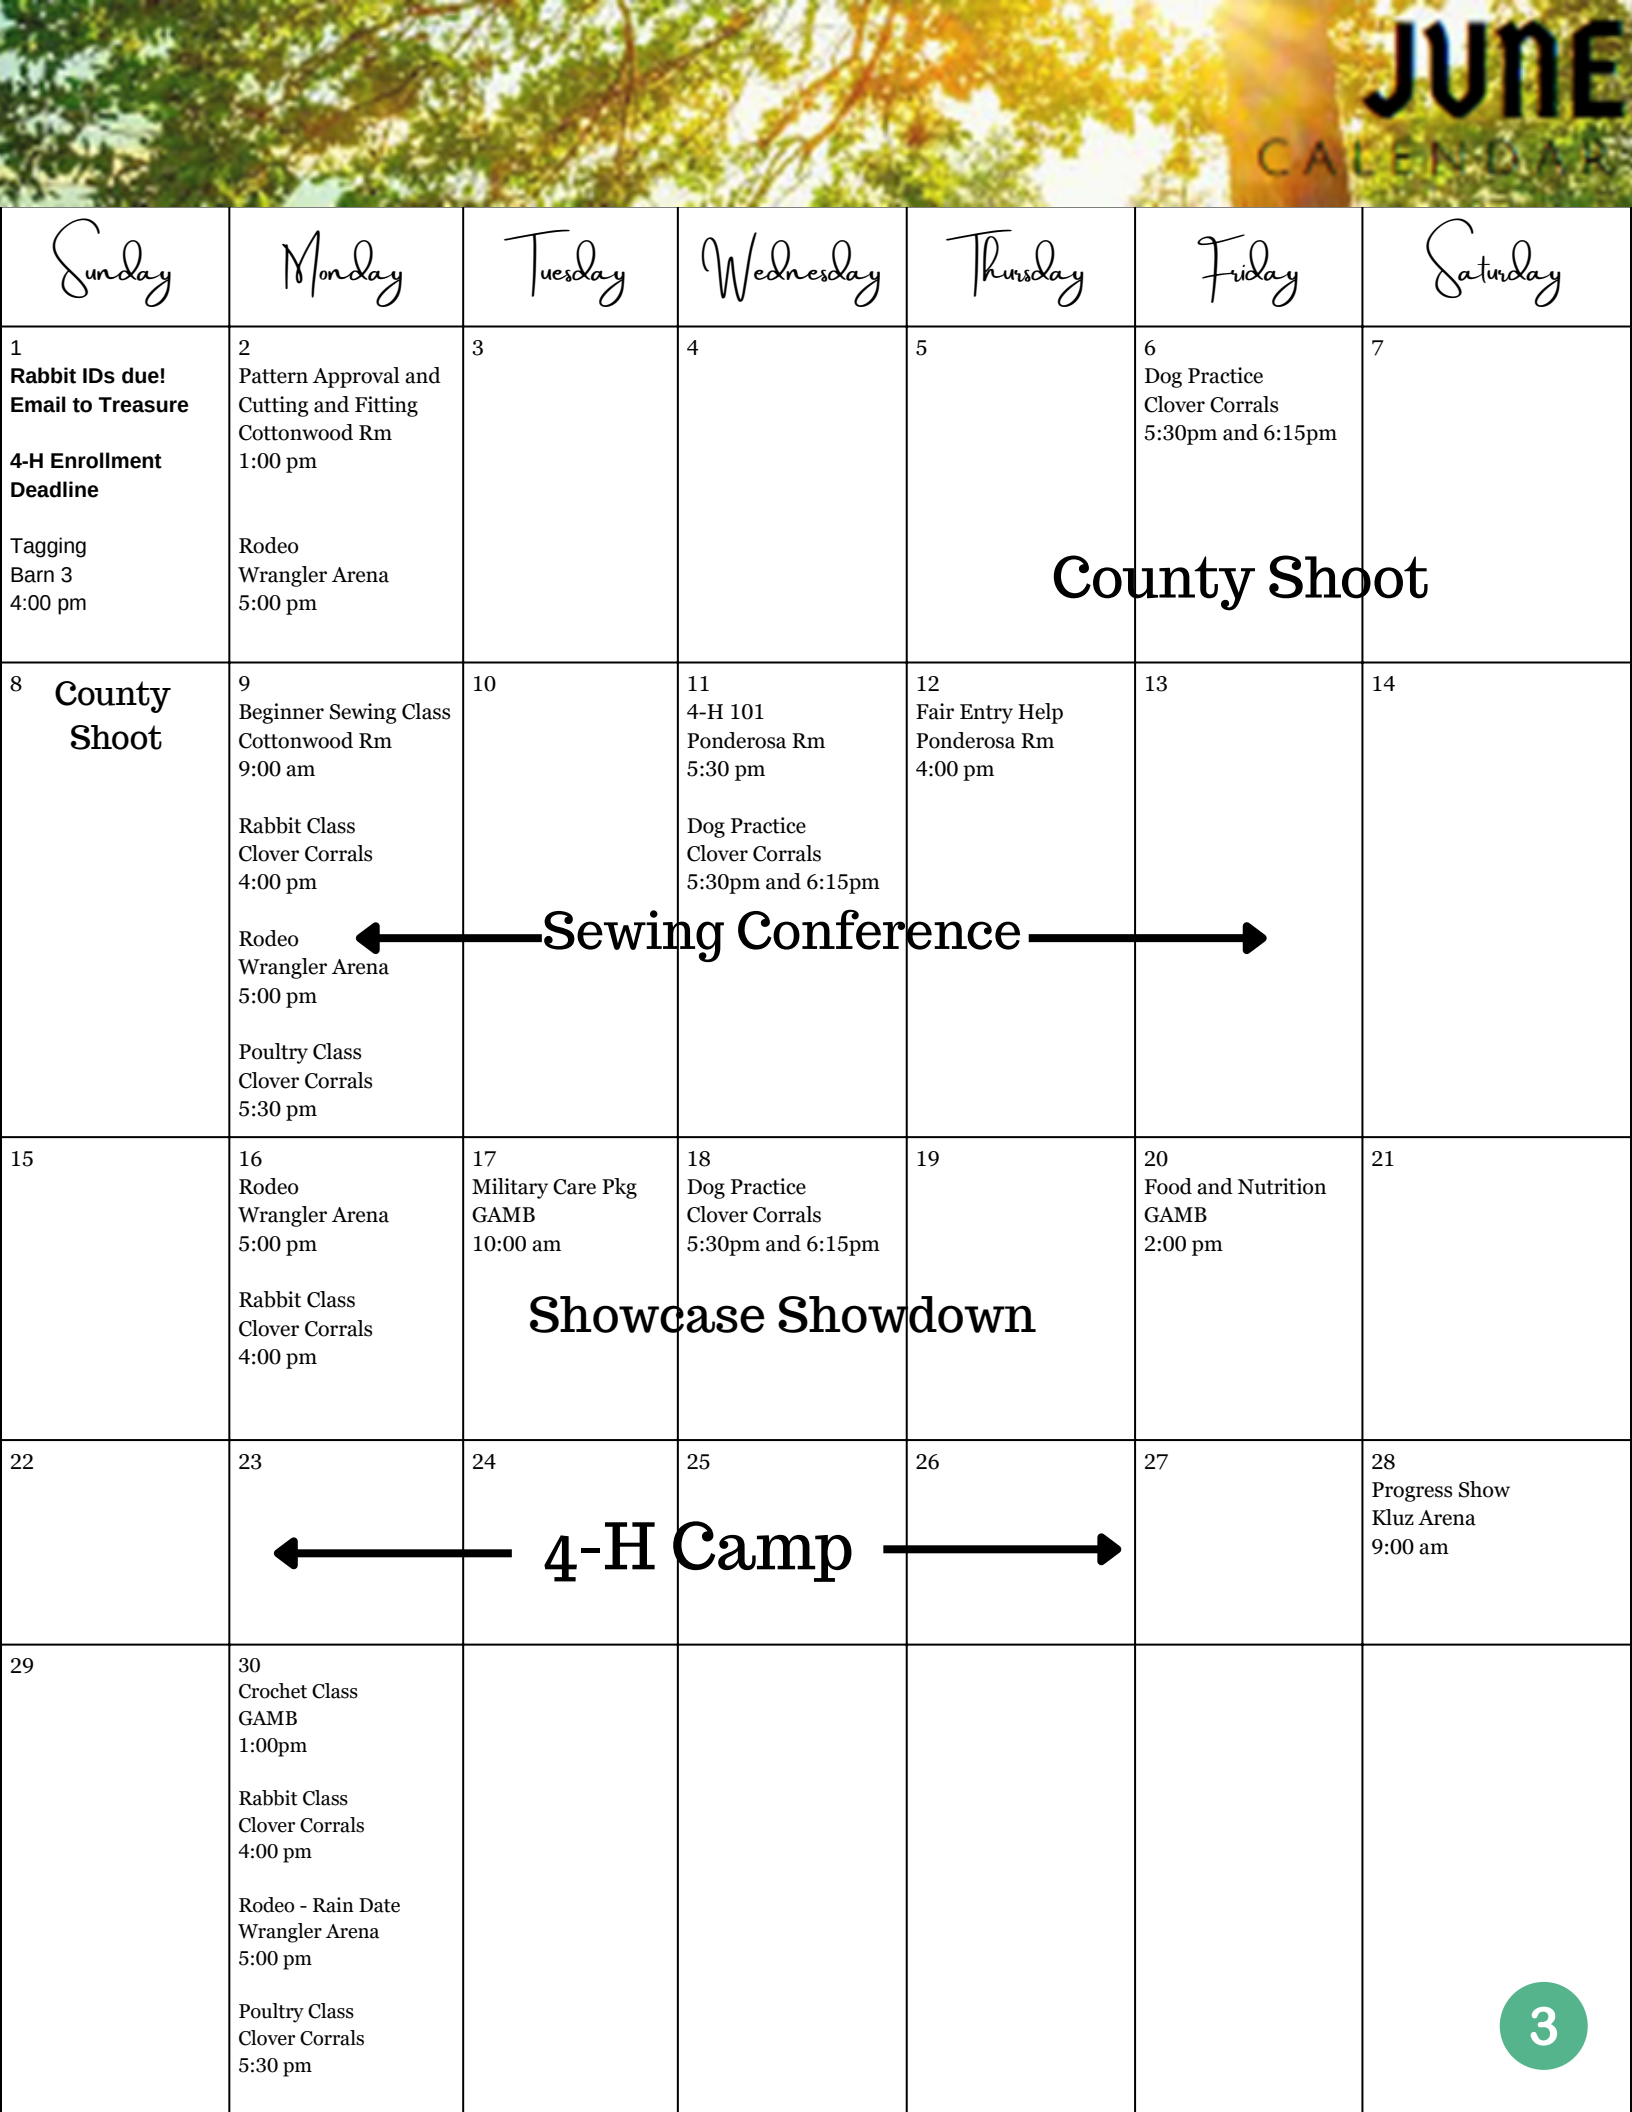 JUNE
CALENDAR
Sunday
Monday
Tuesday
Wednesday
Thursday
Friday
Saturday
1
Rabbit IDs due!
Email to Treasure
4-H Enrollment
Deadline
Tagging
Barn 3
4:00 pm
2
Pattern Approval and
Cutting and Fitting
Cottonwood Rm
1:00 pm
Rodeo
Wrangler Arena
5:00 pm
3
4
5
6
Dog Practice
Clover Corrals
5:30pm and 6:15pm
7
County Shoot
8
County
Shoot
9
Beginner Sewing Class
Cottonwood Rm
9:00 am
Rabbit Class
Clover Corrals
4:00 pm
Rodeo
Wrangler Arena
5:00 pm
Poultry Class
Clover Corrals
5:30 pm
10
11
4-H 101
Ponderosa Rm
5:30 pm
Dog Practice
Clover Corrals
5:30pm and 6:15pm
12
Fair Entry Help
Ponderosa Rm
4:00 pm
13
14
Sewing Conference
15
16
Rodeo
Wrangler Arena
5:00 pm
Rabbit Class
Clover Corrals
4:00 pm
17
Military Care Pkg
GAMB
10:00 am
18
Dog Practice
Clover Corrals
5:30pm and 6:15pm
19
20
Food and Nutrition
GAMB
2:00 pm
21
Showcase Showdown
22
23
24
25
26
27
28
Progress Show
Kluz Arena
9:00 am
4-H Camp
29
30
Crochet Class
GAMB
1:00pm
Rabbit Class
Clover Corrals
4:00 pm
Rodeo - Rain Date
Wrangler Arena
5:00 pm
Poultry Class
Clover Corrals
5:30 pm
3